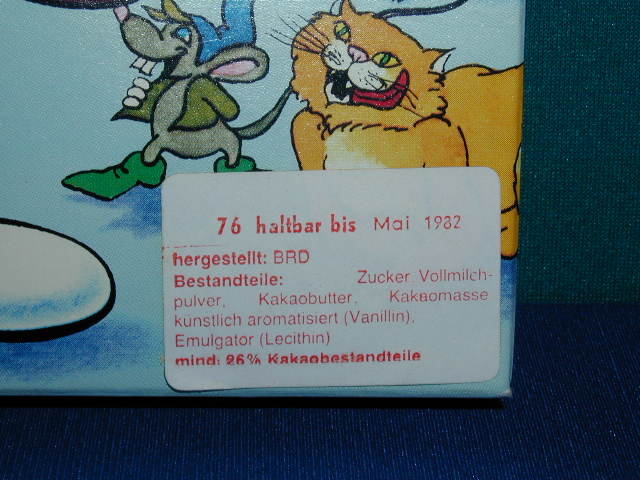 76 haltbar bis Mai 1982
hergestellt: BRD
Bestandteile: Zucker, Vollmilch-
pulver, Kakaobutter, Kakaomasse
künstlich aromatisiert (Vanillin),
Emulgator (Lecithin)
mind: 26% Kakaobestandteile